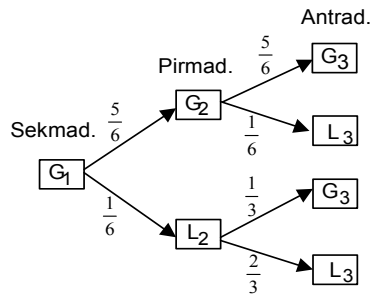 Antrad.
Pirmad.
Sekmad.
5/6
G3
G2
1/6
L3
5/6
G1
1/6
1/3
G3
L2
2/3
L3